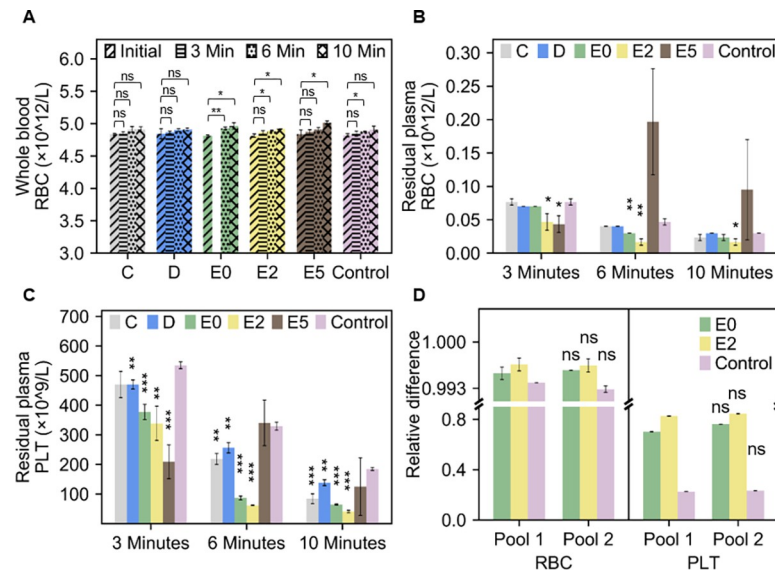 A
Initial 3 Min 6 Min 10 Min
Whole blood
RBC (×10^12/L)
6.0
5.5
5.0
4.5
4.0
3.5
3.0
ns ns ns ns * * * * ns ns
ns ns ** * ns *
ns ns ns ns ns
C D E0 E2 E5 Control
B
C D E0 E2 E5 Control
Residual plasma
RBC (×10^12/L)
0.30
0.25
0.20
0.15
0.10
0.05
0.00
* * ** ** *
3 Minutes 6 Minutes 10 Minutes
C
C D E0 E2 E5 Control
Residual plasma
PLT (×10^9/L)
700
600
500
400
300
200
100
** *** ** *** ** ** *** *** *** ** *** ***
3 Minutes 6 Minutes 10 Minutes
D
E0
E2
Control
Relative difference
1.000
0.993
0.8
0.4
0.0
ns ns ns
ns ns ns
Pool 1 Pool 2 Pool 1 Pool 2
RBC PLT